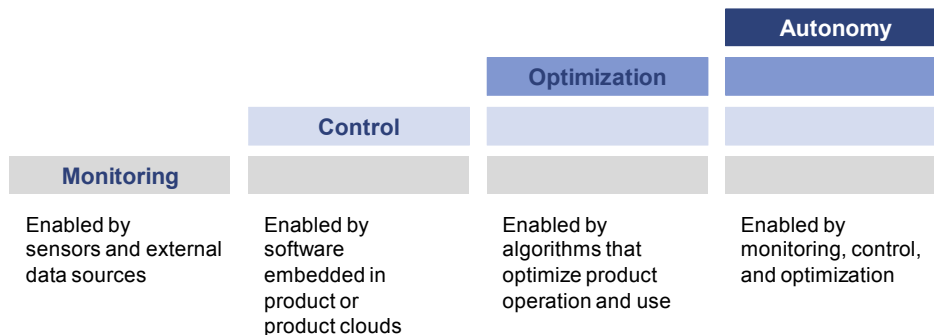 Autonomy
Optimization
Control
Monitoring
Enabled by
sensors and external
data sources
Enabled by
software
embedded in
product or
product clouds
Enabled by
algorithms that
optimize product
operation and use
Enabled by
monitoring, control,
and optimization